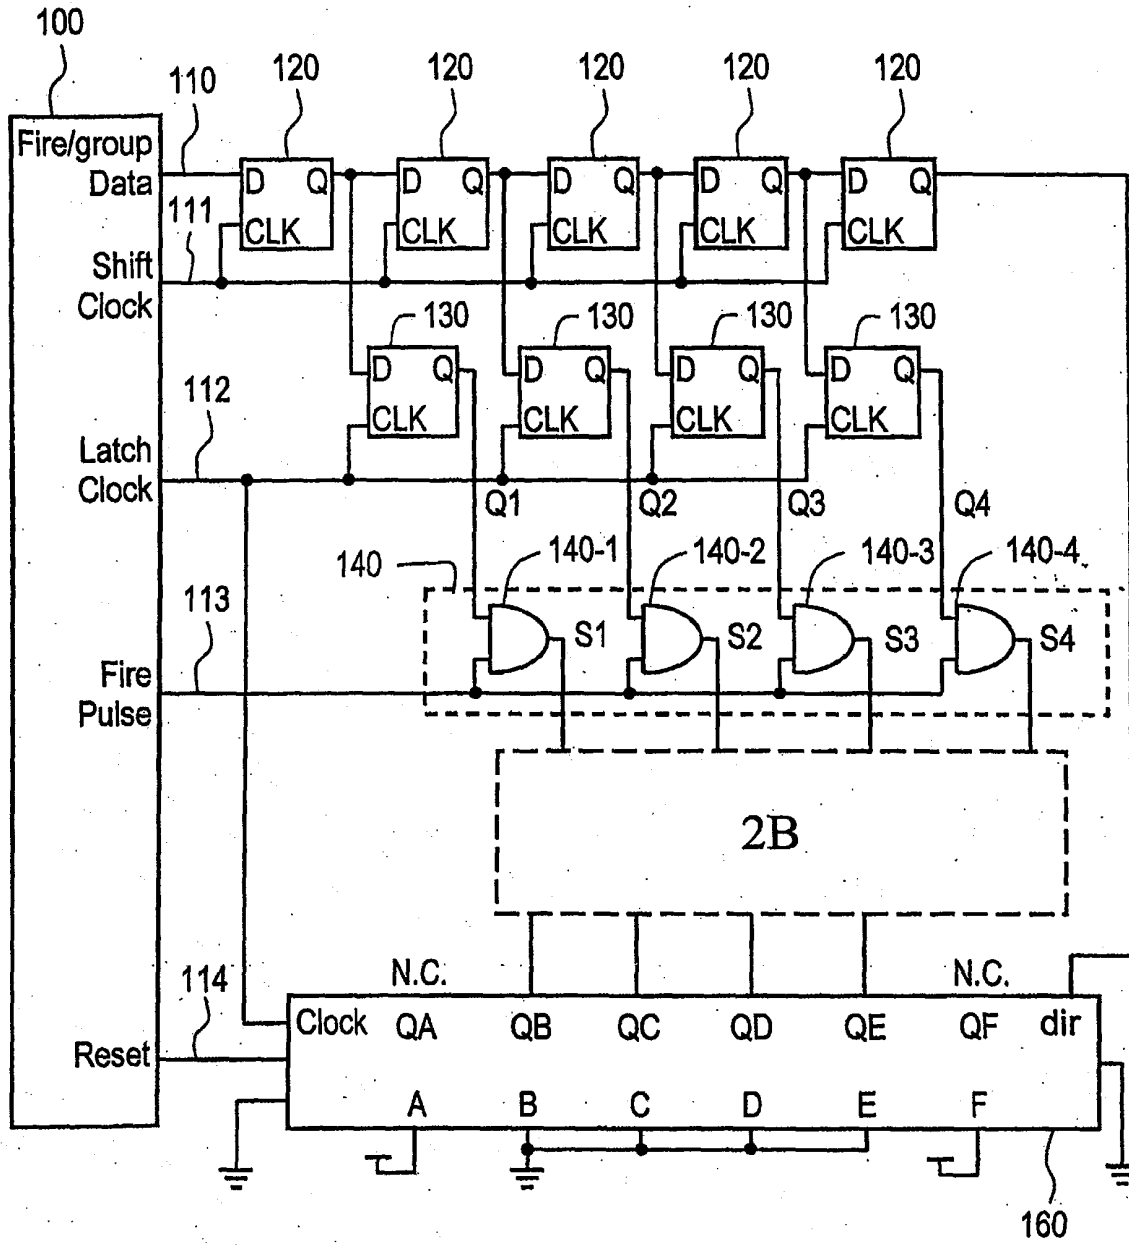 100
110
120
120
120
120
120
Fire/group
Data
D Q
CLK
D Q
CLK
D Q
CLK
D Q
CLK
D Q
CLK
111
Shift
Clock
130
130
130
130
D Q
CLK
D Q
CLK
D Q
CLK
D Q
CLK
112
Latch
Clock
Q1
Q2
Q3
Q4
140
140-1
140-2
140-3
140-4
113
S1
S2
S3
S4
Fire
Pulse
2B
114
N.C.
N.C.
Clock QA QB QC QD QE QF dir
Reset
A B C D E F
160